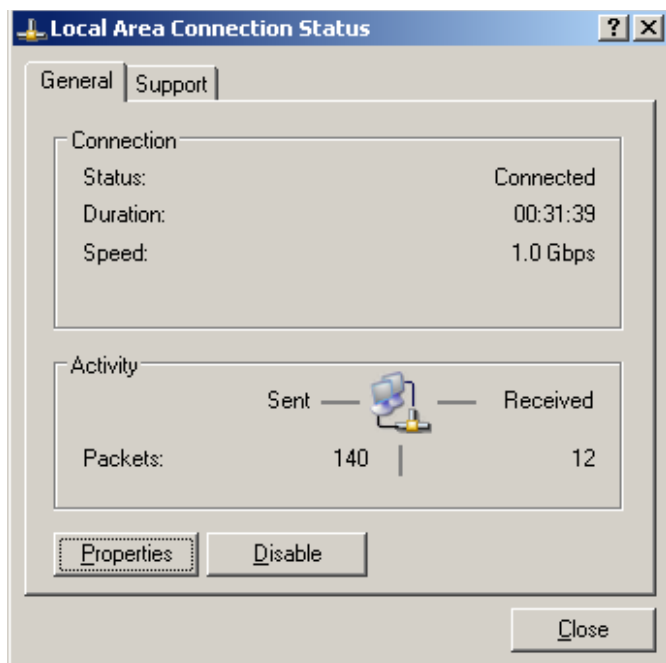 Local Area Connection Status
General Support
Connection
Status: Connected
Duration: 00:31:39
Speed: 1.0 Gbps
Activity
Sent Received
Packets: 140 12
Properties Disable
Close